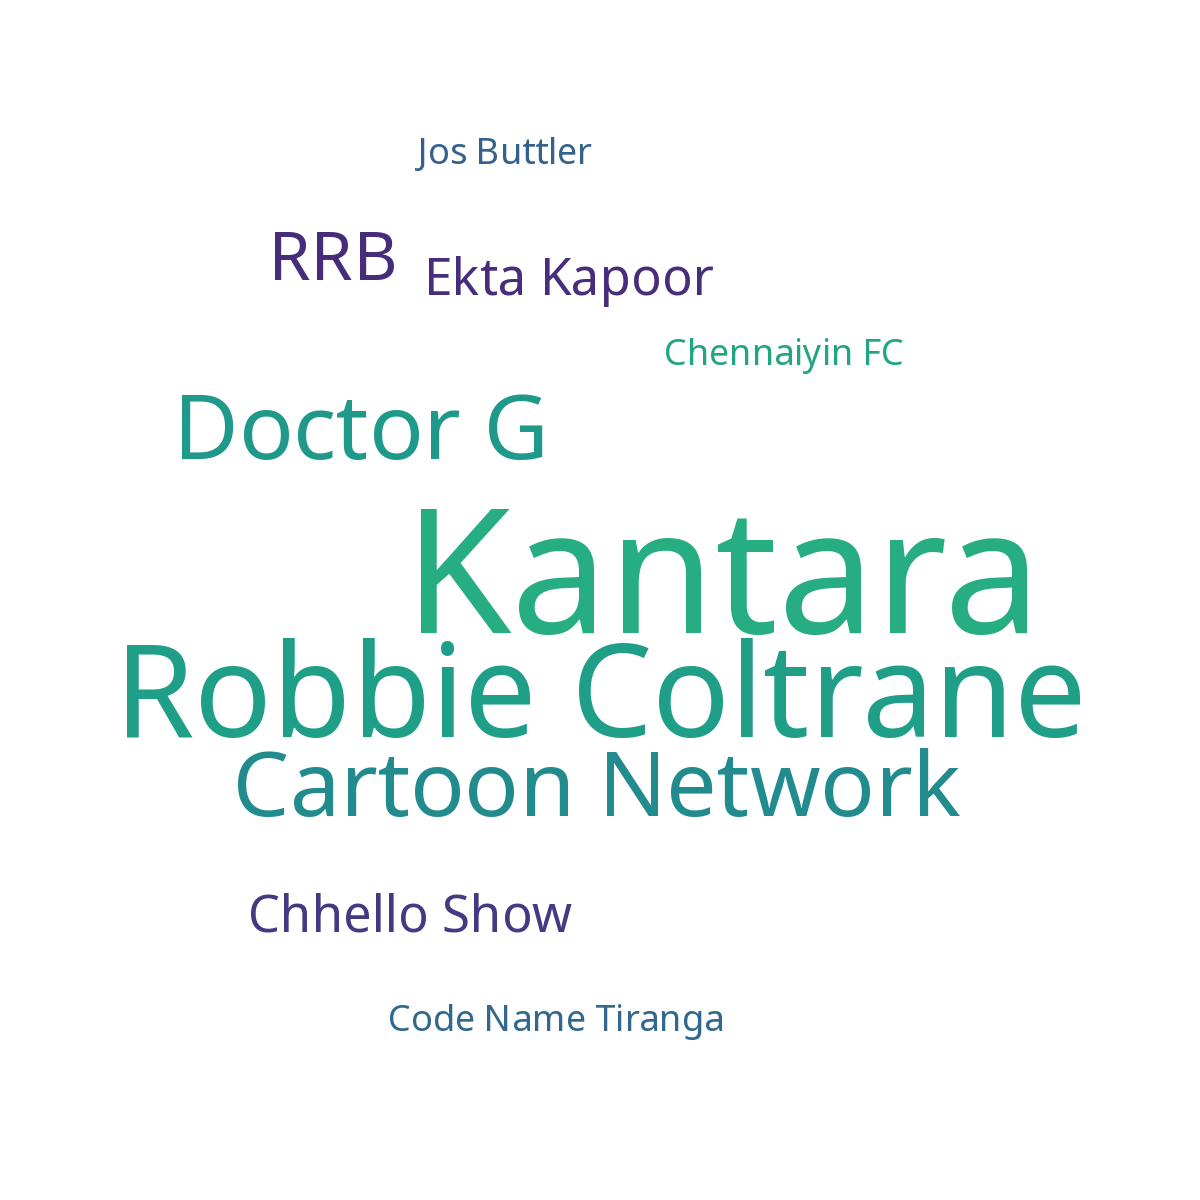 Jos Buttler
RRB
Ekta Kapoor
Chennaiyin FC
Doctor G
Kantara
Robbie Coltrane
Cartoon Network
Chhello Show
Code Name Tiranga